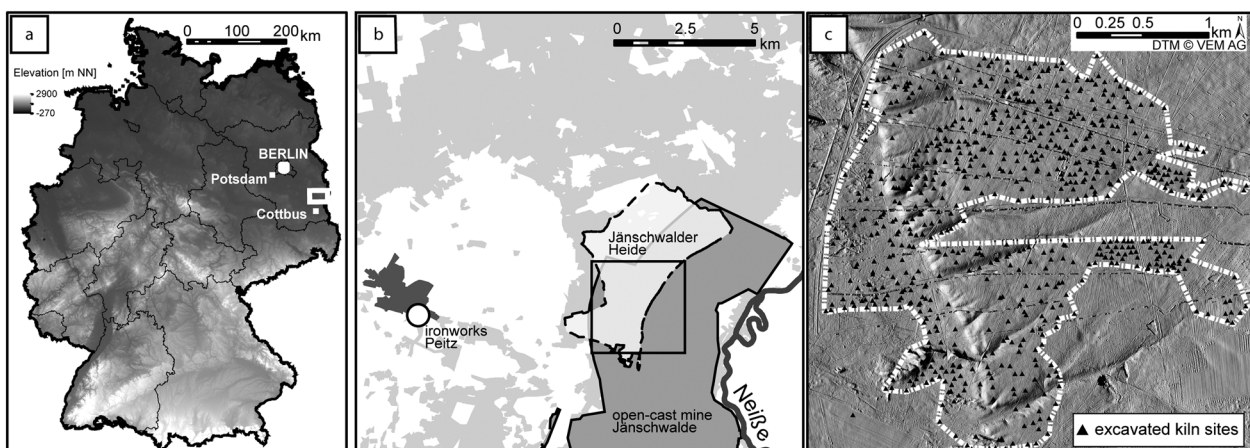 a
0 100 200
km
Elevation [m NN]
2900
-270
BERLIN
Potsdam
Cottbus
b
0 2.5 5
km
Jänschwalder
Heide
ironworks
Peitz
open-cast mine
Jänschwalde
Neiße
c
0 0.25 0.5 1
km
N
DTM © VEM AG
excavated kiln sites